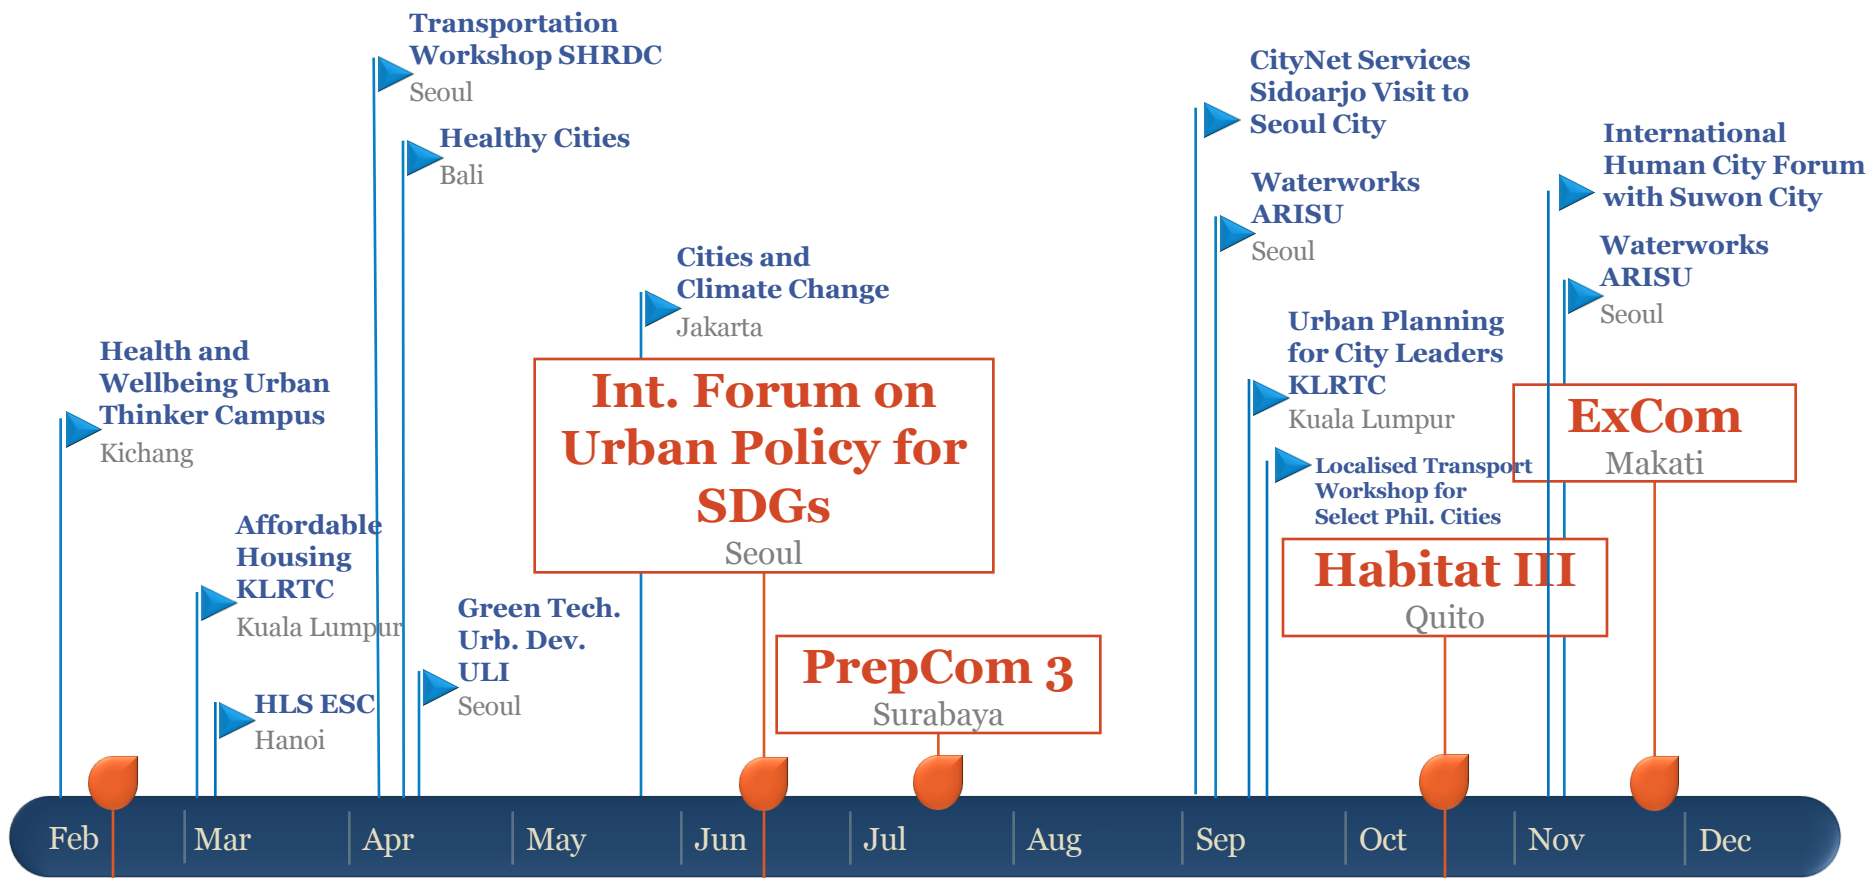 Transportation
Workshop SHRDC
Seoul
Healthy Cities
Bali
Health and
Wellbeing Urban
Thinker Campus
Kichang
Affordable
Housing
KLRTC
Kuala Lumpur
HLS ESC
Hanoi
Green Tech.
Urb. Dev.
ULI
Seoul
Cities and
Climate Change
Jakarta
Int. Forum on
Urban Policy for
SDGs
Seoul
PrepCom 3
Surabaya
CityNet Services
Sidoarjo Visit to
Seoul City
Waterworks
ARISU
Seoul
Urban Planning
for City Leaders
KLRTC
Kuala Lumpur
Localised Transport
Workshop for
Select Phil. Cities
Habitat III
Quito
International
Human City Forum
with Suwon City
Waterworks
ARISU
Seoul
ExCom
Makati
Feb
Mar
Apr
May
Jun
Jul
Aug
Sep
Oct
Nov
Dec